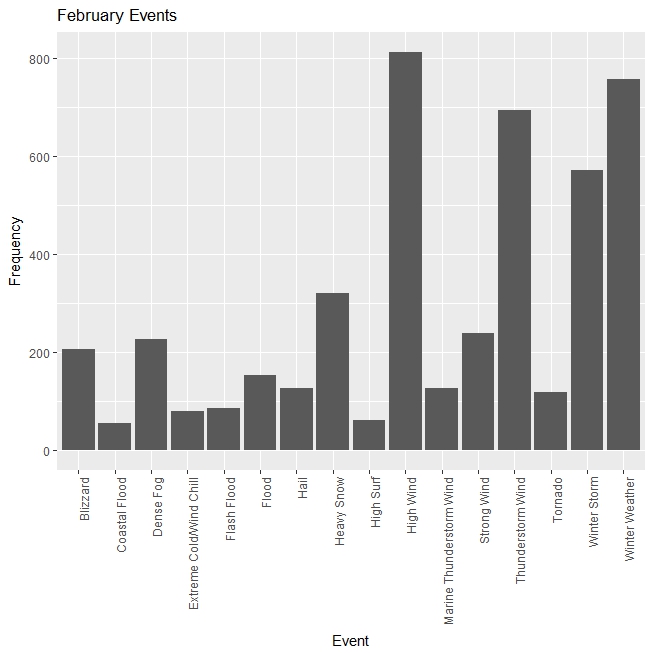 February Events
Frequency
800
600
400
200
0
Blizzard
Coastal Flood
Dense Fog
Extreme Cold/Wind Chill
Flash Flood
Flood
Hail
Heavy Snow
High Surf
High Wind
Marine Thunderstorm Wind
Strong Wind
Thunderstorm Wind
Tornado
Winter Storm
Winter Weather
Event